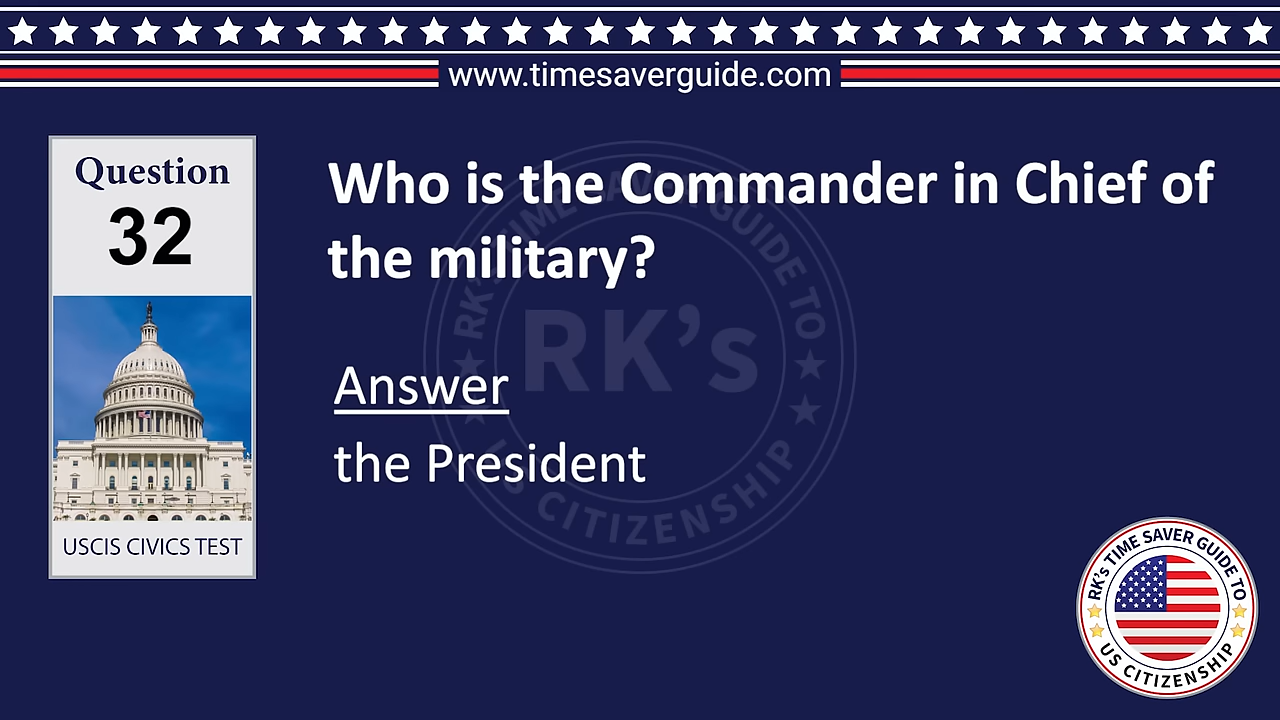 www.timesaverguide.com
Question
32
USCIS CIVICS TEST
Who is the Commander in Chief of
the military?
Answer
the President
RK's TIME SAVER GUIDE TO
RK's
US CITIZENSHIP
RK's TIME SAVER GUIDE TO
US CITIZENSHIP